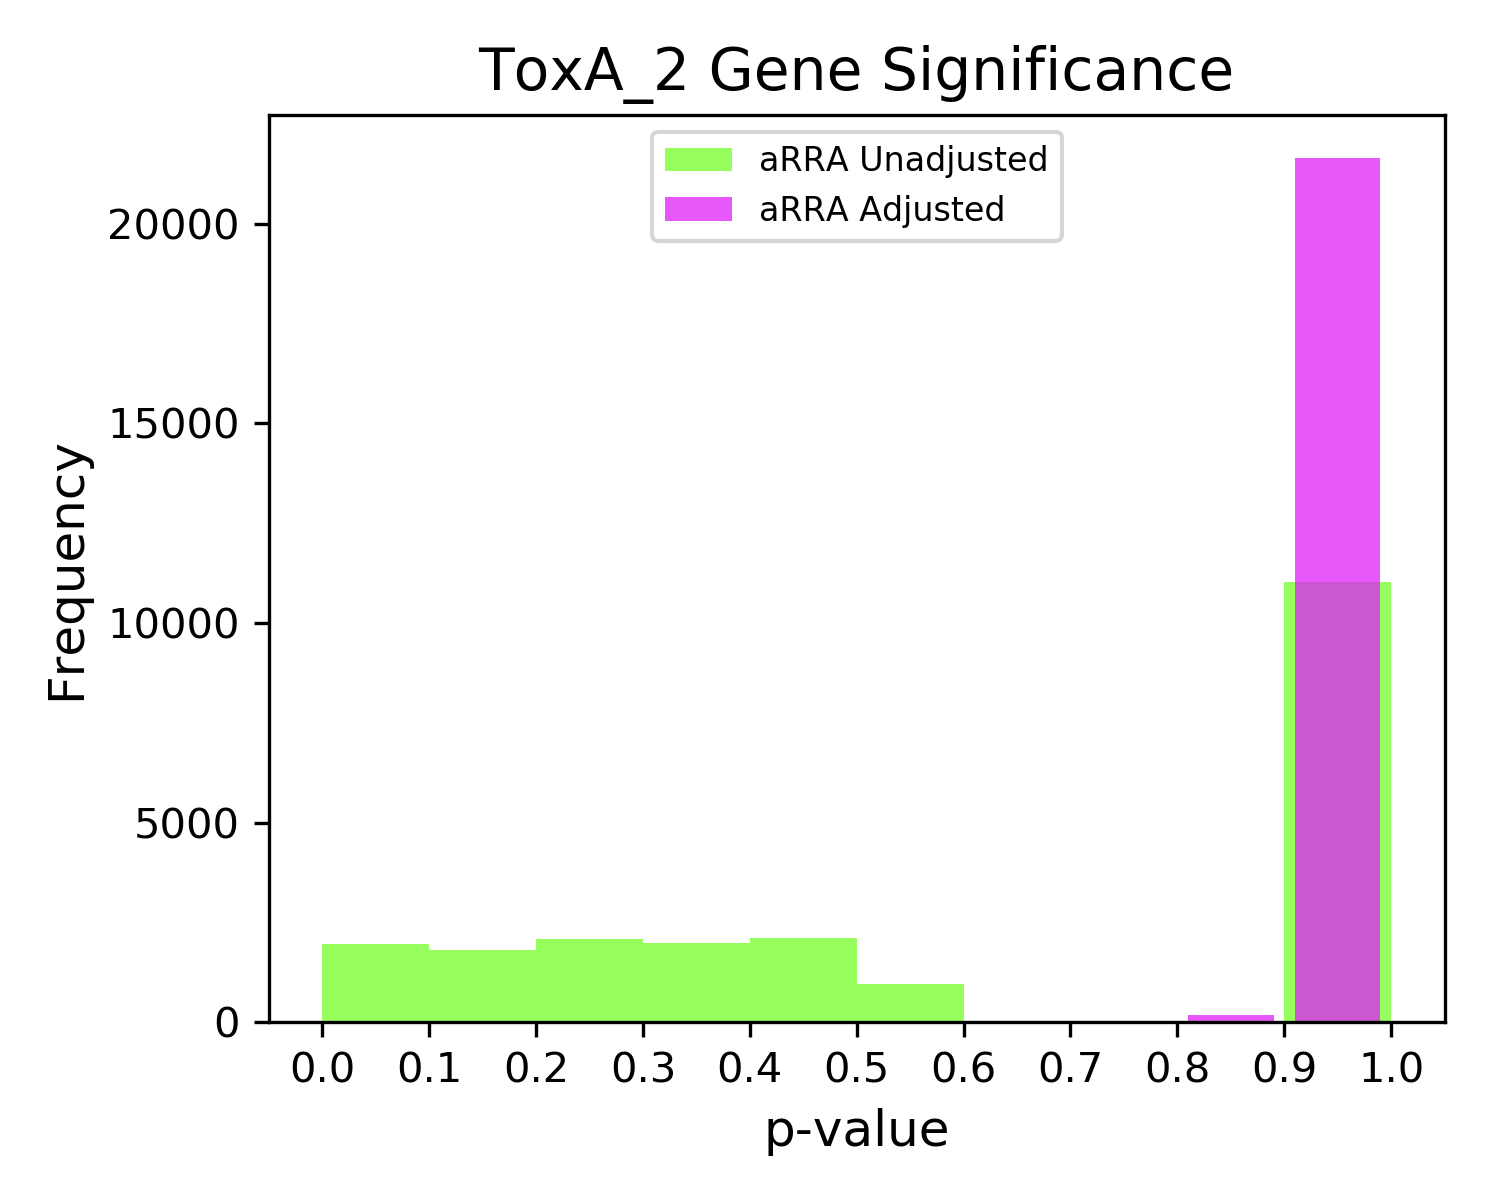 ToxA_2 Gene Significance
aRRA Unadjusted
aRRA Adjusted
Frequency
20000
15000
10000
5000
0
0.0 0.1 0.2 0.3 0.4 0.5 0.6 0.7 0.8 0.9 1.0
p-value